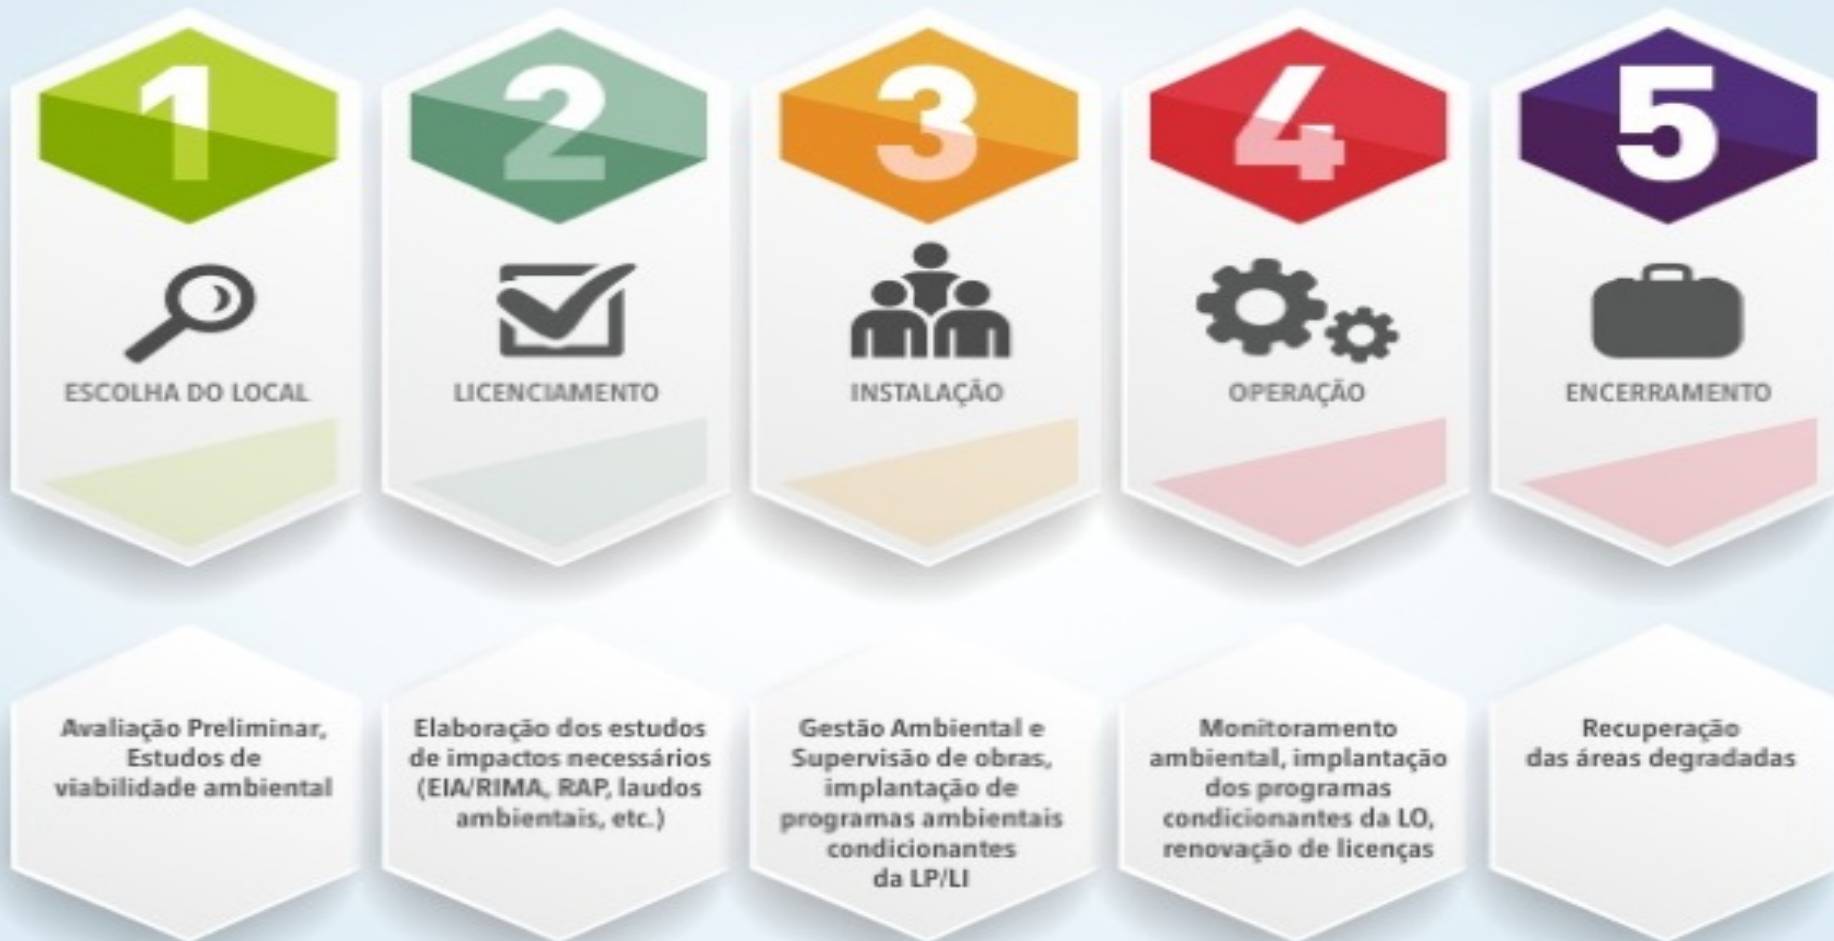 1
ESCOLHA DO LOCAL
2
LICENCIAMENTO
3
INSTALAÇÃO
4
OPERAÇÃO
5
ENCERRAMENTO
Avaliação Preliminar,
Estudos de
viabilidade ambiental
Elaboração dos estudos
de impactos necessários
(EIA/RIMA, RAP, laudos
ambientais, etc.)
Gestão Ambiental e
Supervisão de obras,
implantação de
programas ambientais
condicionantes
da LP/LI
Monitoramento
ambiental, implantação
dos programas
condicionantes da LO,
renovação de licenças
Recuperação
das áreas degradadas